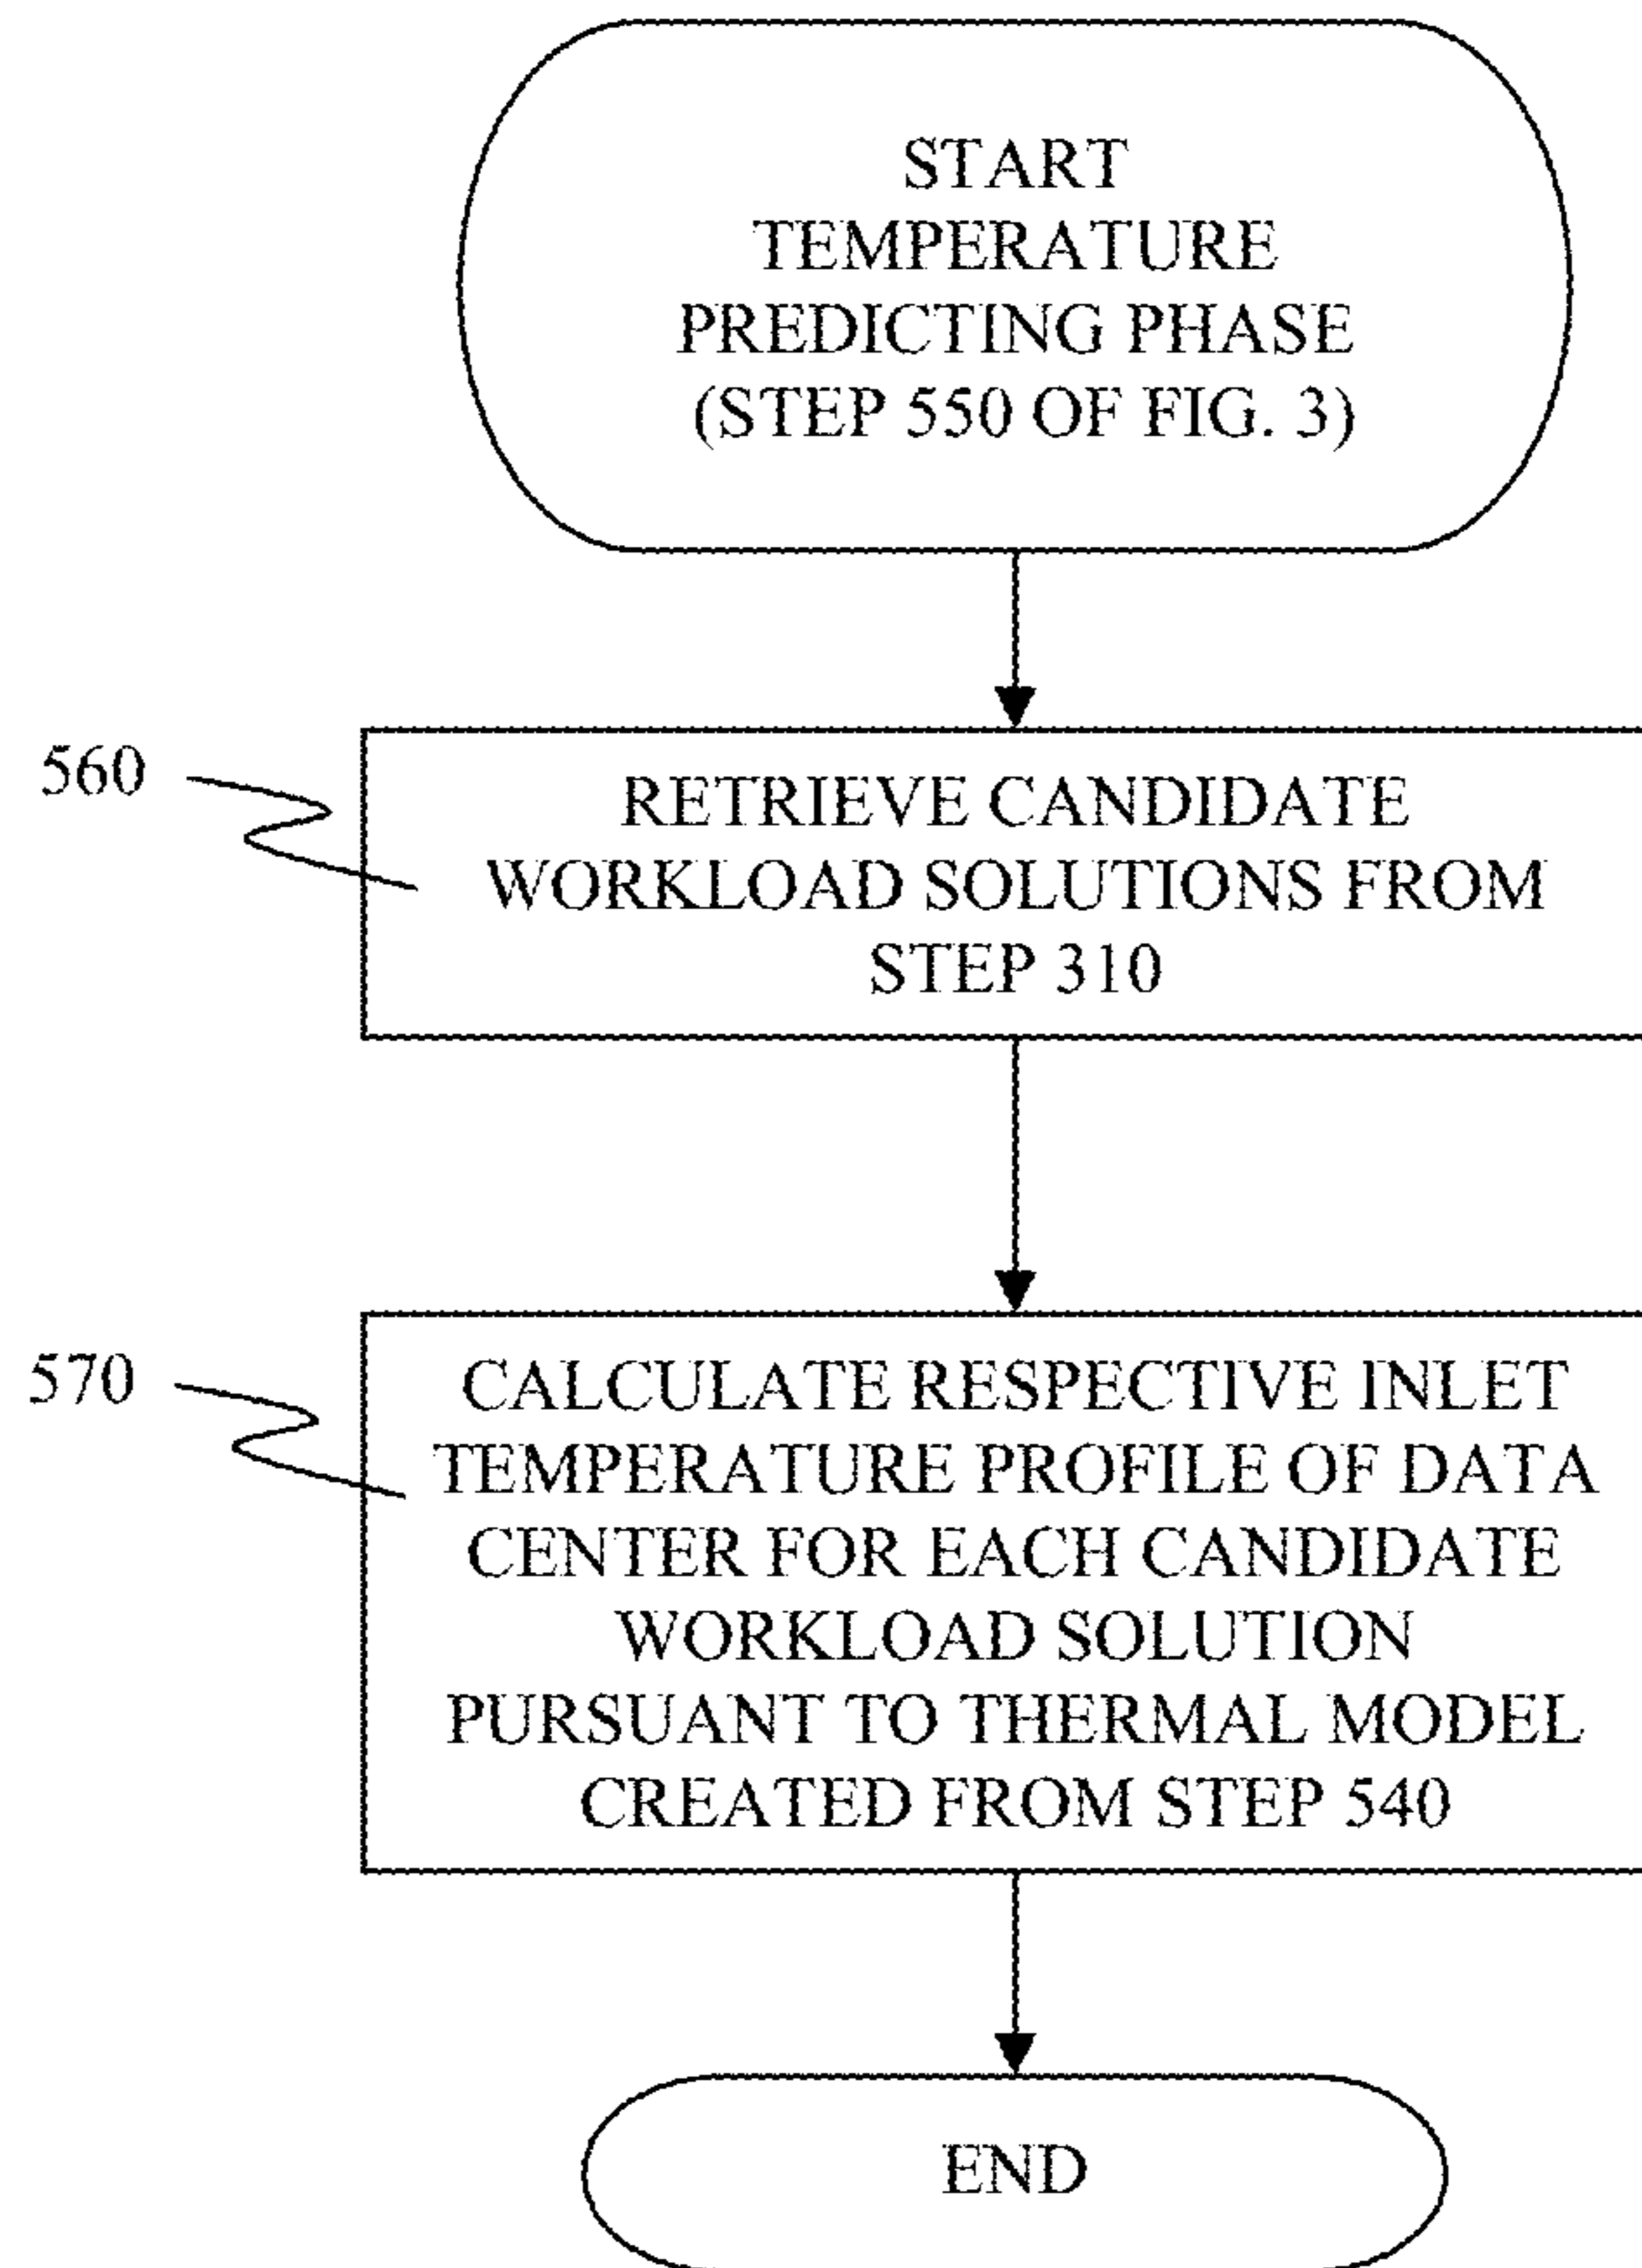 START
TEMPERATURE
PREDICTING PHASE
(STEP 550 OF FIG. 3)
560
RETRIEVE CANDIDATE
WORKLOAD SOLUTIONS FROM
STEP 310
570
CALCULATE RESPECTIVE INLET
TEMPERATURE PROFILE OF DATA
CENTER FOR EACH CANDIDATE
WORKLOAD SOLUTION
PURSUANT TO THERMAL MODEL
CREATED FROM STEP 540
END